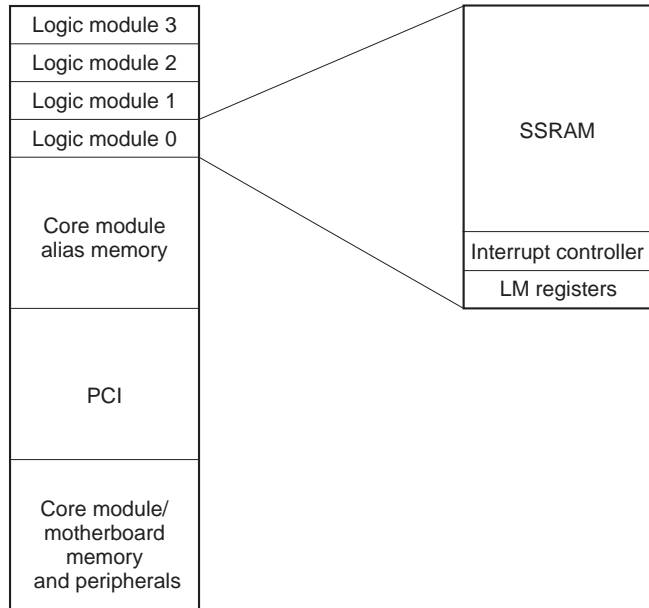 Logic module 3
Logic module 2
Logic module 1
Logic module 0
Core module
alias memory
PCI
Core module/
motherboard
memory
and peripherals
SSRAM
Interrupt controller
LM registers